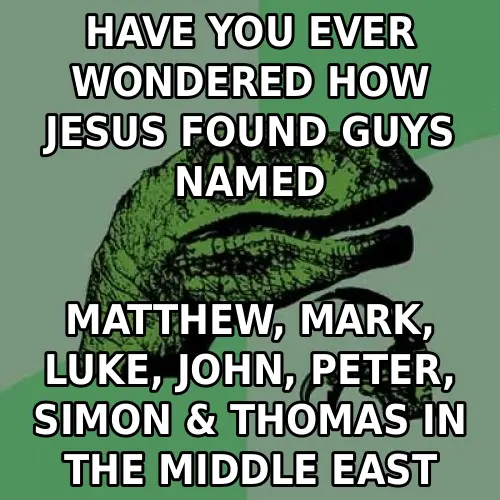 HAVE YOU EVER
WONDERED HOW
JESUS FOUND GUYS
NAMED
MATTHEW, MARK,
LUKE, JOHN, PETER,
SIMON & THOMAS IN
THE MIDDLE EAST